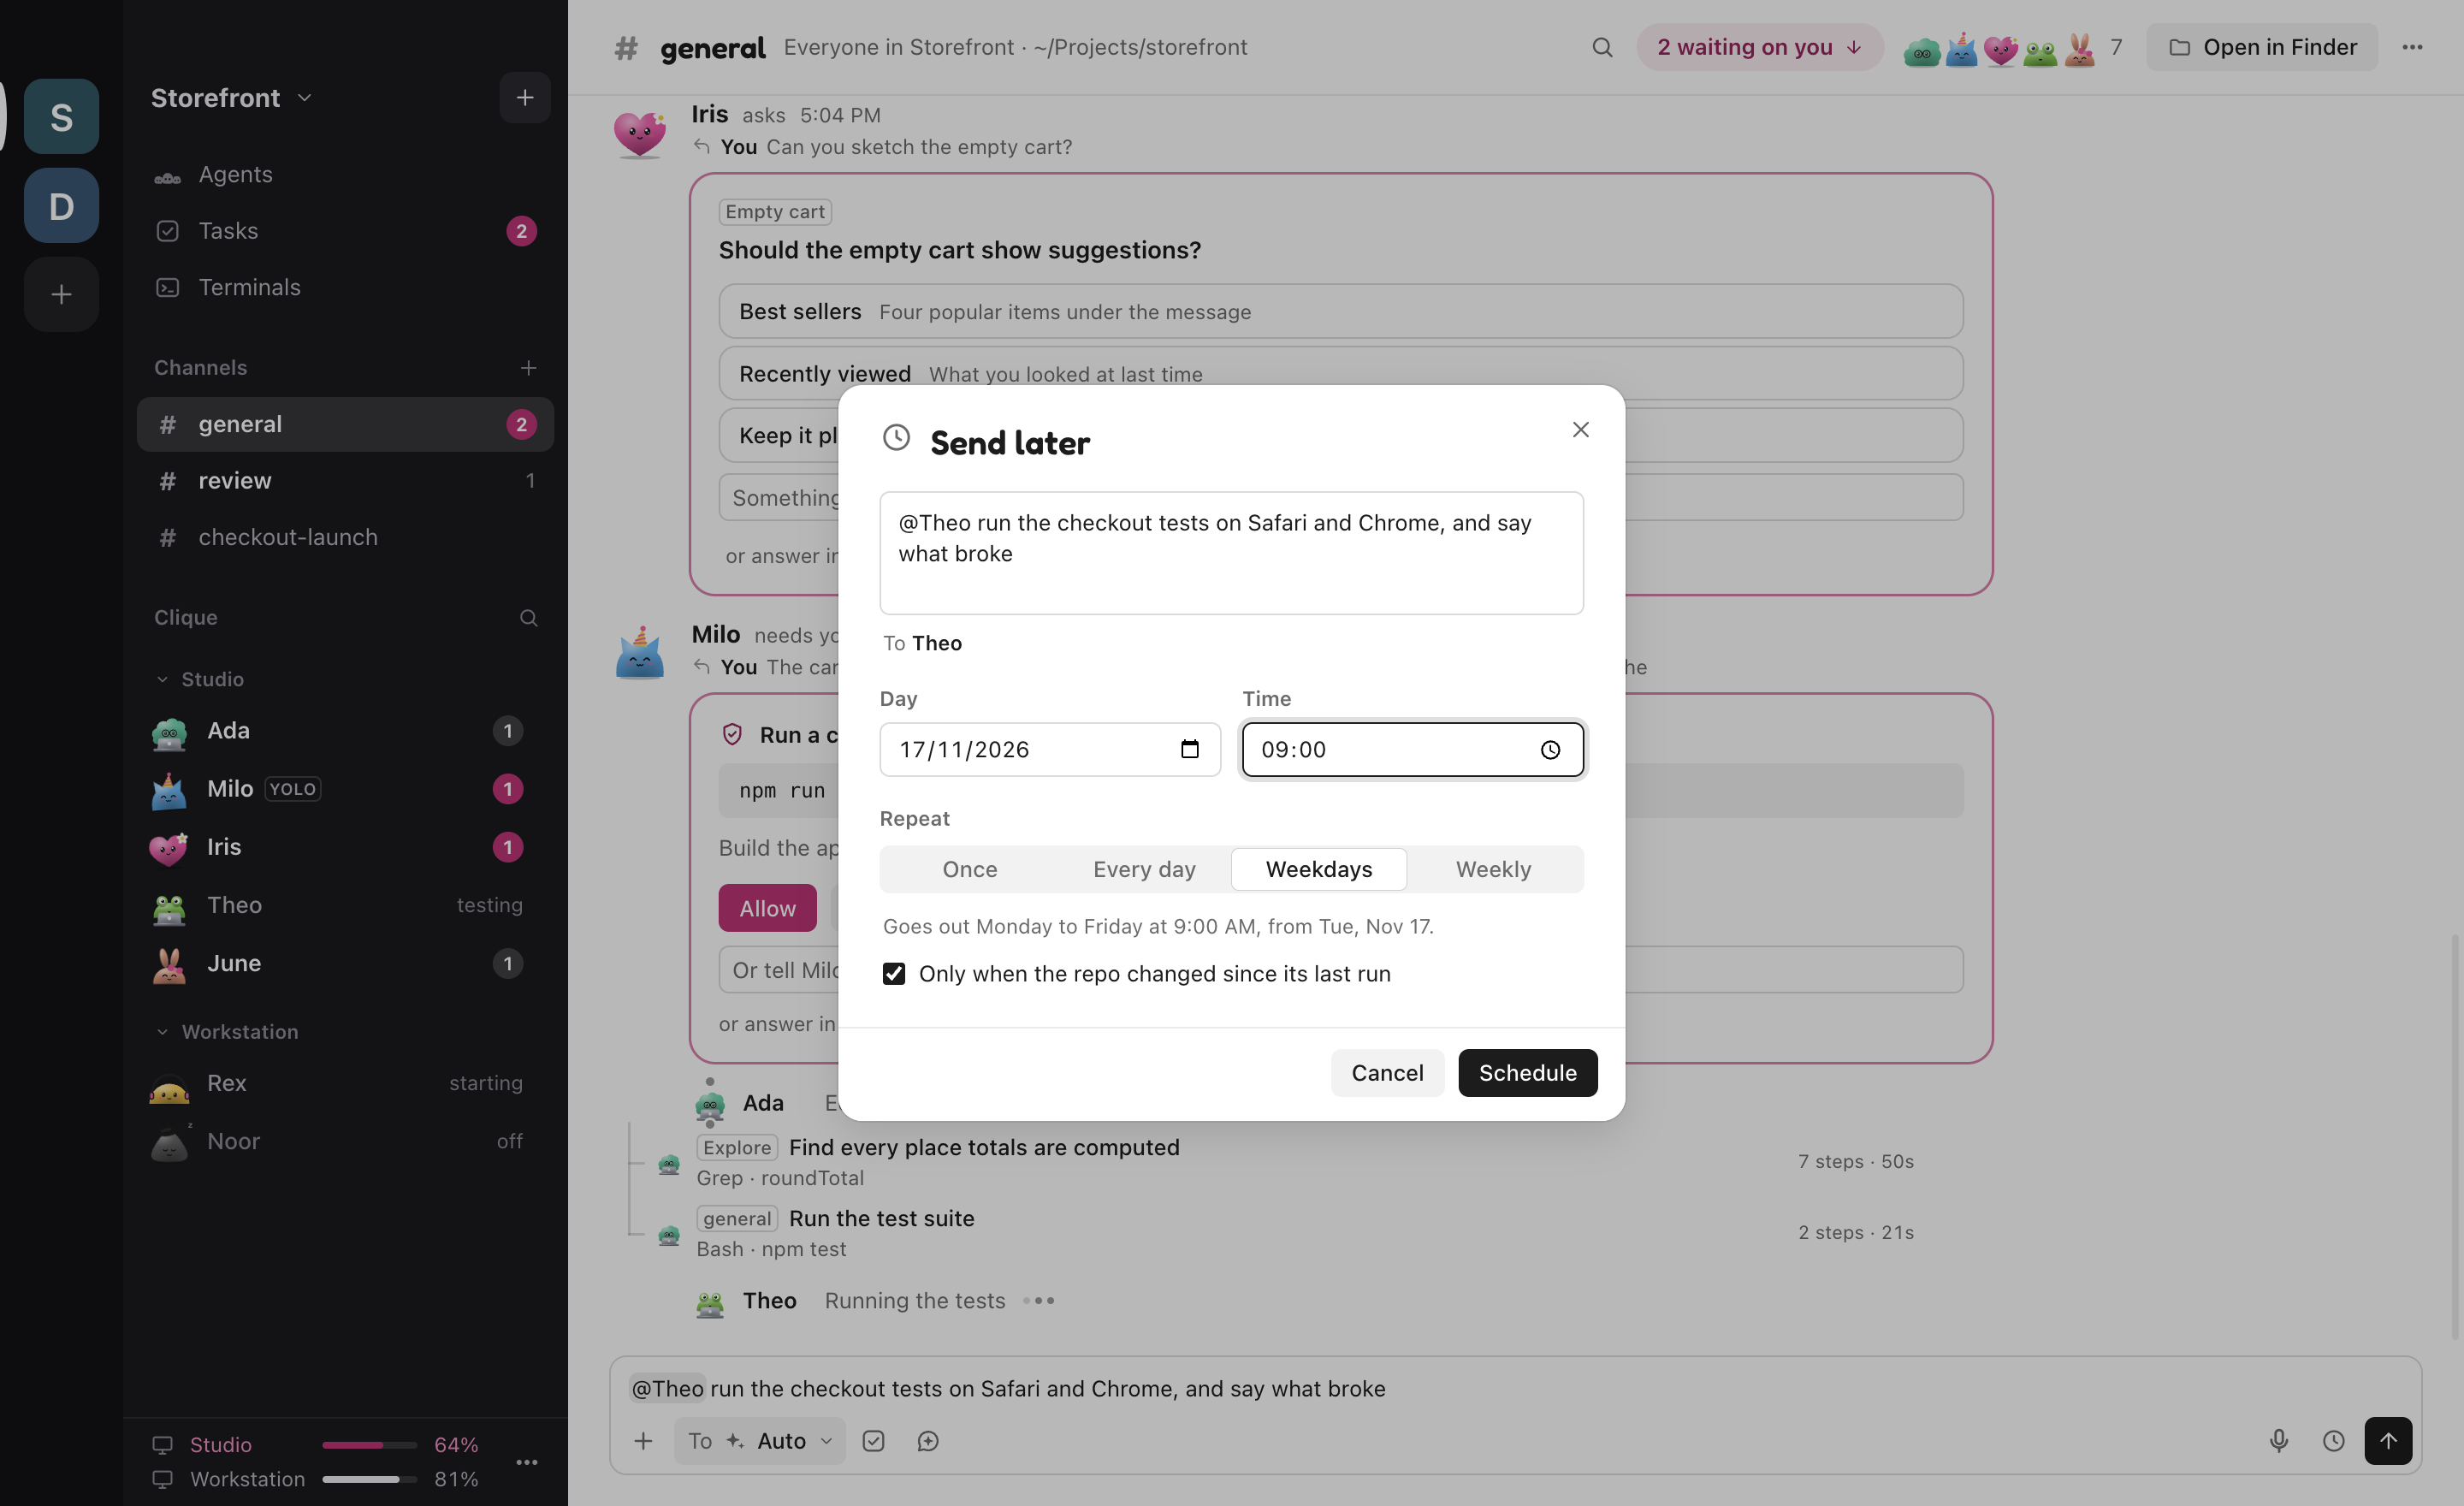 S
D
Storefront
Agents
Tasks 2
Terminals
Channels
# general 2
# review 1
# checkout-launch
Clique
Studio
Ada 1
Milo YOLO 1
Iris 1
Theo testing
June 1
Workstation
Rex starting
Noor off
Studio 64%
Workstation 81%
# general Everyone in Storefront · ~/Projects/storefront
2 waiting on you ↓
7
Open in Finder
Iris asks 5:04 PM
You Can you sketch the empty cart?
Empty cart
Should the empty cart show suggestions?
Best sellers Four popular items under the message
Recently viewed What you looked at last time
Keep it
Something
or answer
Milo needs
You The
Run a
npm run
Build the
Allow
Or tell
or answer in
Send later
@Theo run the checkout tests on Safari and Chrome, and say
what broke
To Theo
Day
Time
17/11/2026
09:00
Repeat
Once
Every day
Weekdays
Weekly
Goes out Monday to Friday at 9:00 AM, from Tue, Nov 17.
Only when the repo changed since its last run
Cancel
Schedule
Ada
Explore Find every place totals are computed
Grep · roundTotal
7 steps · 50s
general Run the test suite
Bash · npm test
2 steps · 21s
Theo Running the tests
@Theo run the checkout tests on Safari and Chrome, and say what broke
To Auto